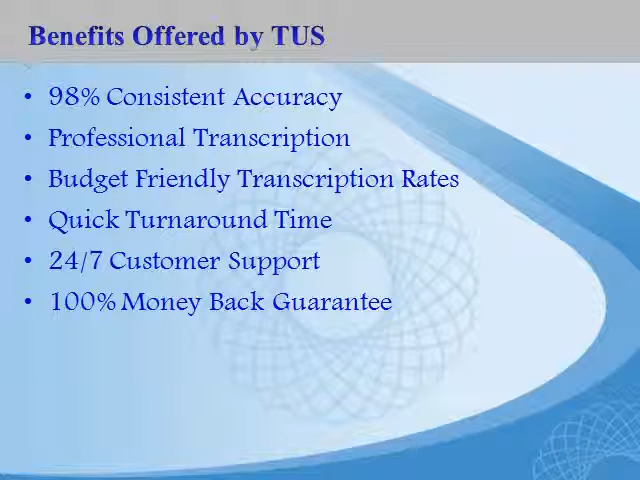 Benefits Offered by TUS
• 98% Consistent Accuracy
• Professional Transcription
• Budget Friendly Transcription Rates
• Quick Turnaround Time
• 24/7 Customer Support
• 100% Money Back Guarantee